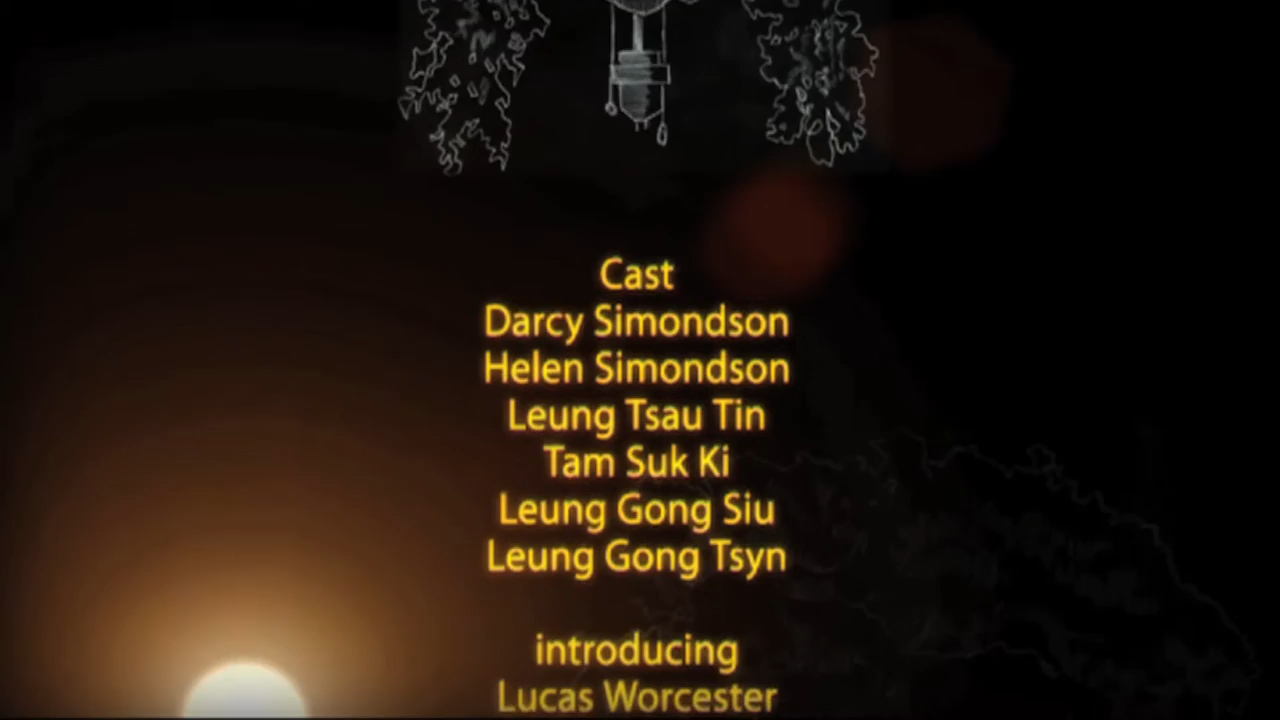 Cast
Darcy Simondson
Helen Simondson
Leung Tsau Tin
Tam Suk Ki
Leung Gong Siu
Leung Gong Tsyn
introducing
Lucas Worcester